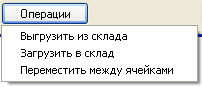 Операции
Выгрузить из склада
Загрузить в склад
Переместить между ячейками